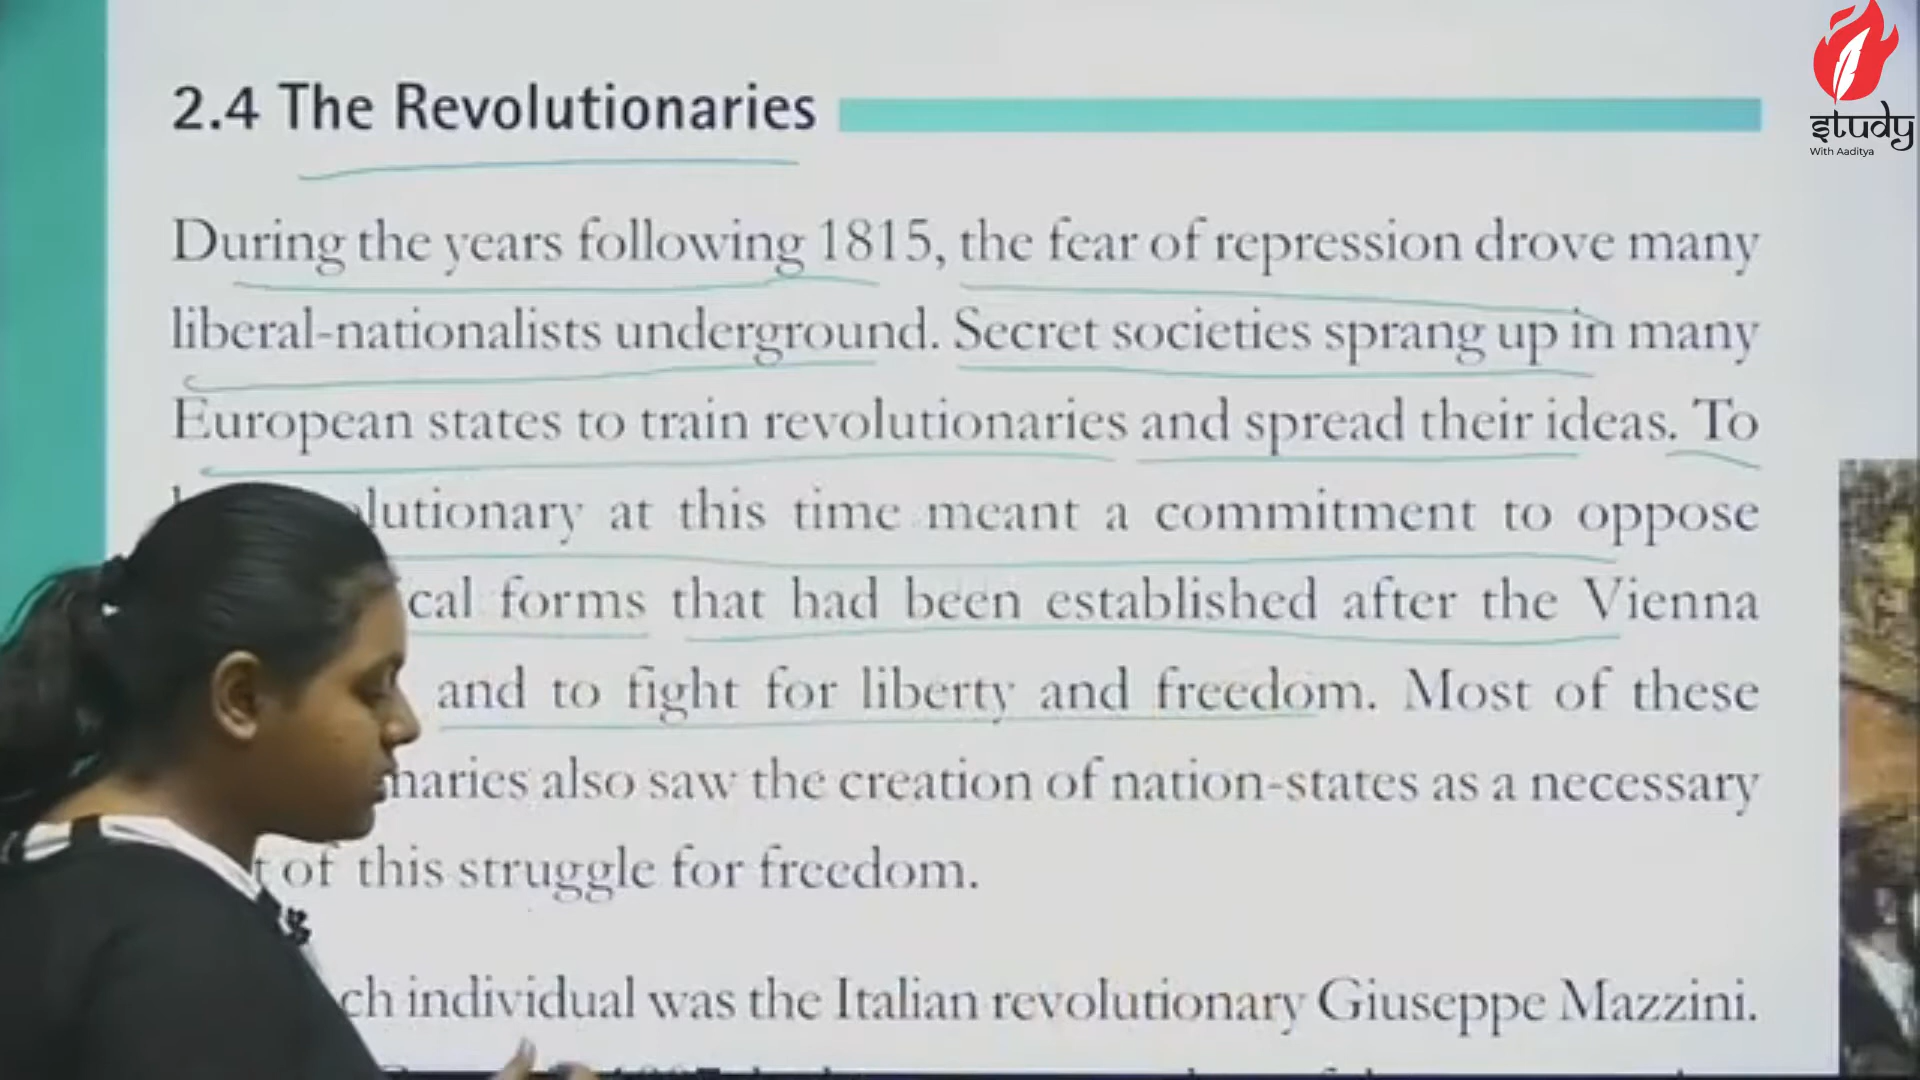 2.4 The Revolutionaries
study
With Aaditya
During the years following 1815, the fear of repression drove many
liberal-nationalists underground. Secret societies sprang up in many
European states to train revolutionaries and spread their ideas. To
at this time meant a commitment to oppose
forms that had been established after the Vienna
and to fight for liberty and freedom. Most of these
also saw the creation of nation-states as a necessary
of this struggle for freedom.
individual was the Italian revolutionary Giuseppe Mazzini.